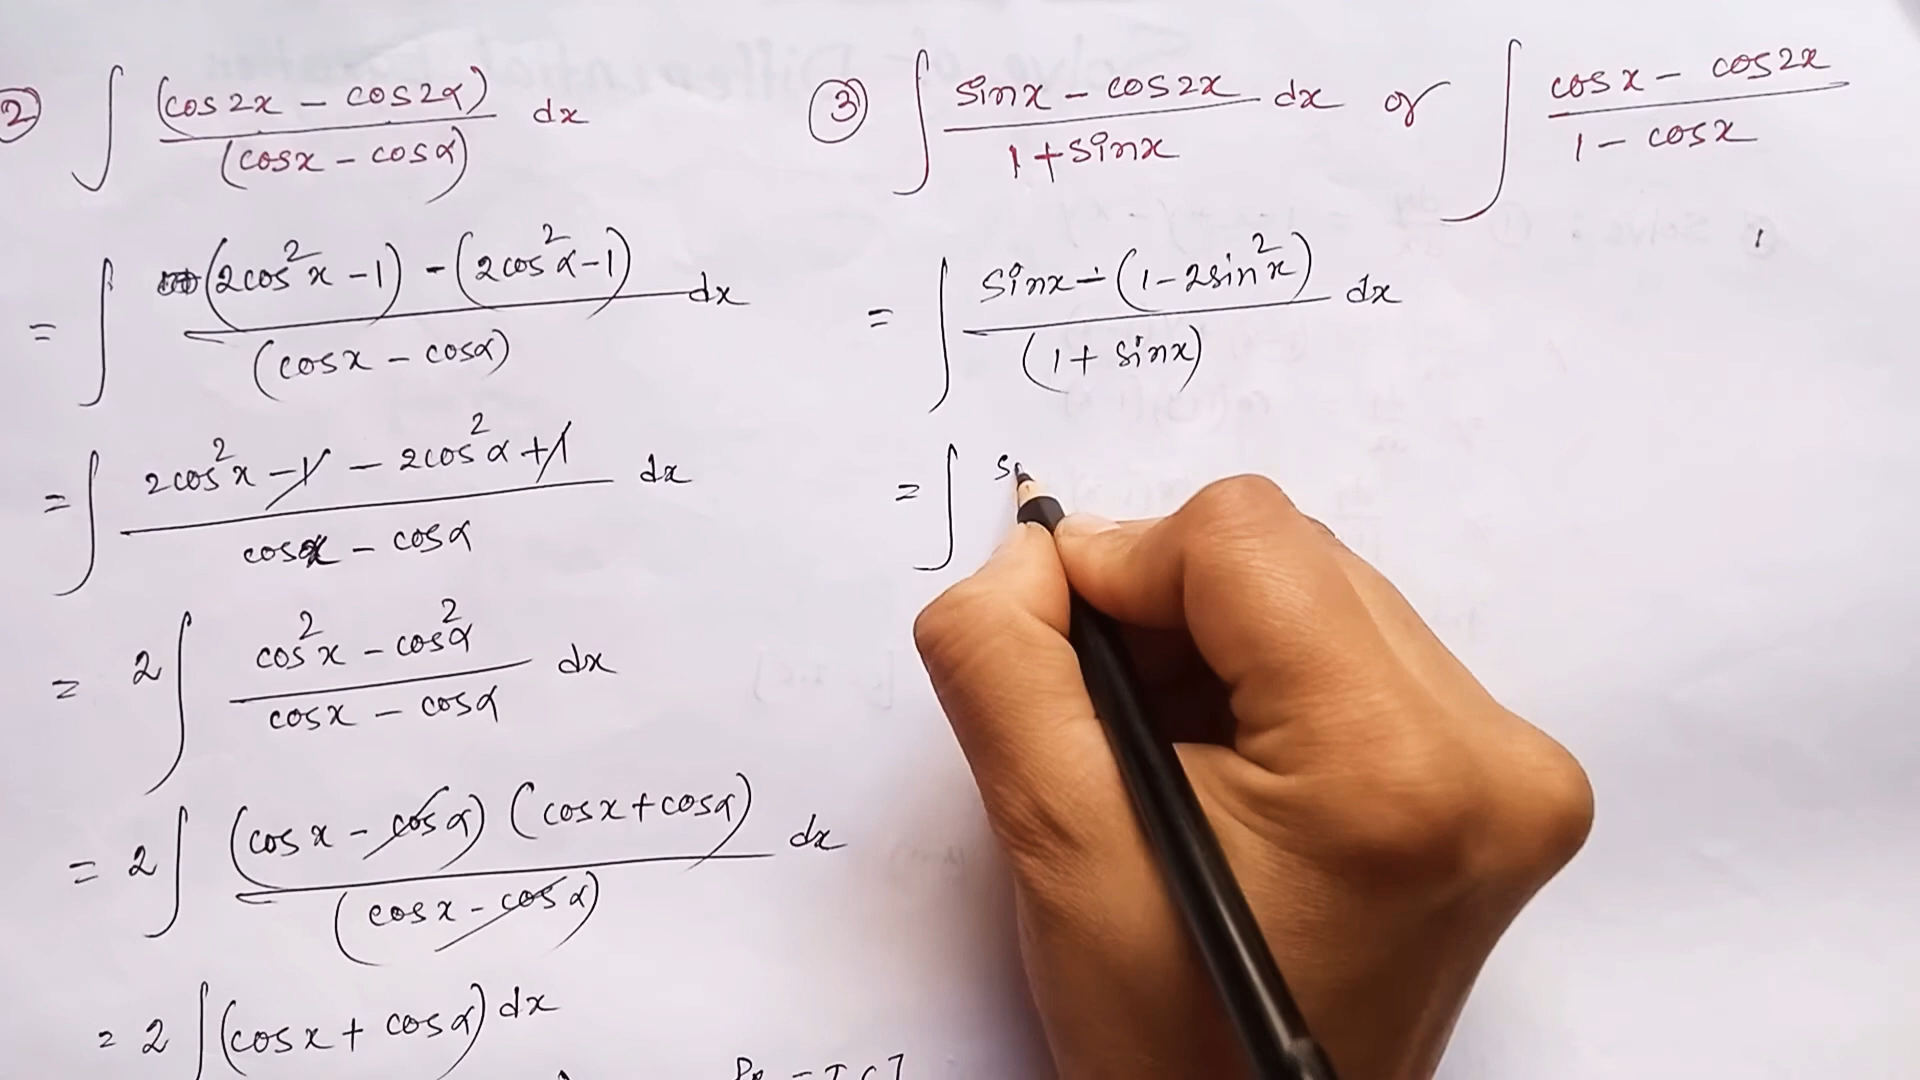 ② ∫ (cos2x - cos2α) / (cosx - cosα) dx
= ∫ (2cos²x - 1) - (2cos²α - 1) / (cosx - cosα) dx
= ∫ 2cos²x - 1 - 2cos²α + 1 / cosx - cosα dx
= 2 ∫ cos²x - cos²α / cosx - cosα dx
= 2 ∫ (cosx - cosα) (cosx + cosα) / (cosx - cosα) dx
= 2 ∫ (cosx + cosα) dx
③ ∫ sinx - cos2x / 1 + sinx dx or ∫ cosx - cos2x / 1 - cosx
= ∫ sinx - (1 - 2sin²x) / (1 + sinx) dx
= ∫ s